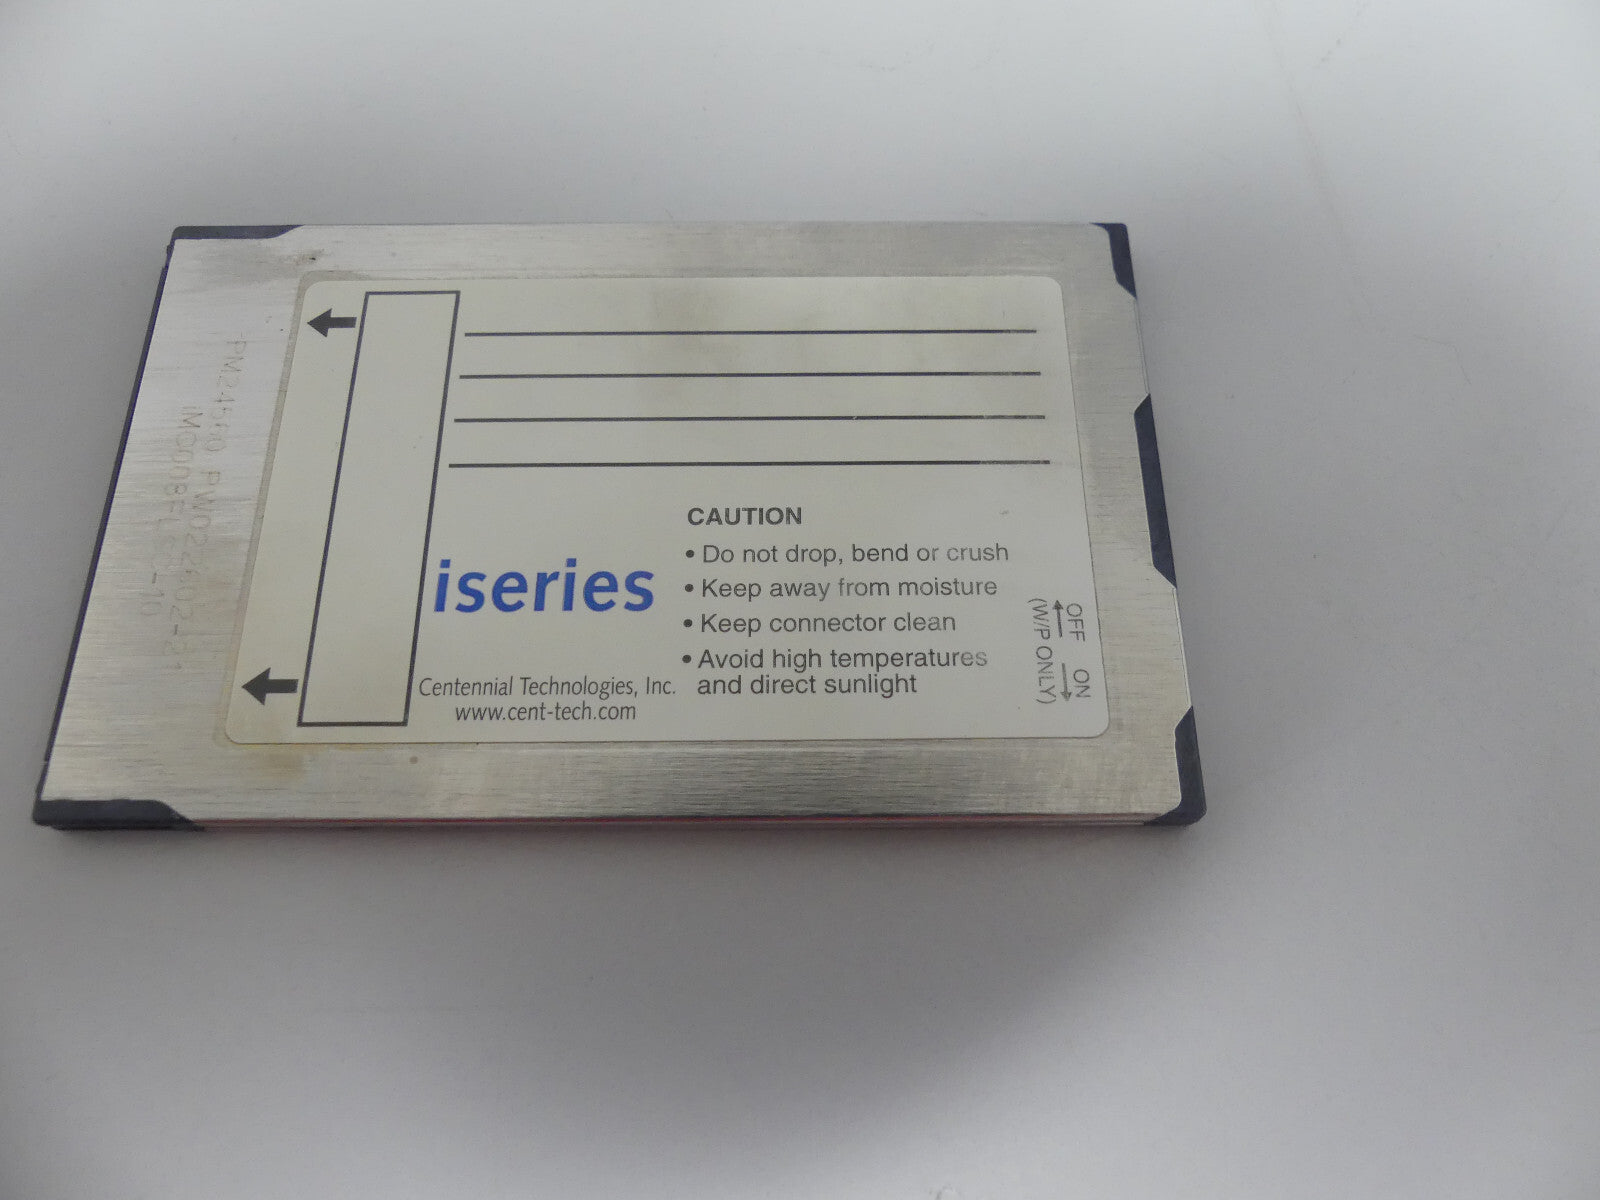 CAUTION
• Do not drop, bend or crush
• Keep away from moisture
• Keep connector clean
• Avoid high temperatures
and direct sunlight
iseries
Centennial Technologies, Inc.
www.cent-tech.com
OFF ON
(W/P ONLY)